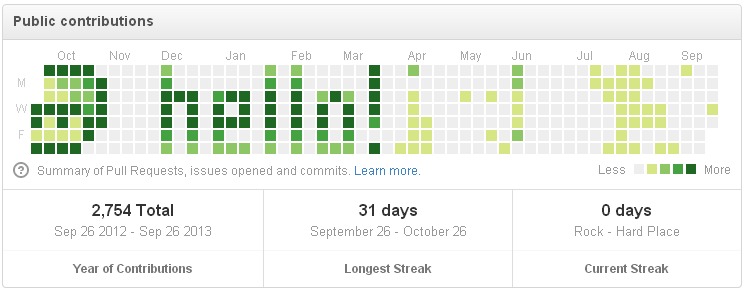 Public contributions
Oct Nov Dec Jan Feb Mar Apr May Jun Jul Aug Sep
M
W
F
? Summary of Pull Requests, issues opened and commits. Learn more. Less More
2,754 Total 31 days 0 days
Sep 26 2012 - Sep 26 2013 September 26 - October 26 Rock - Hard Place
Year of Contributions Longest Streak Current Streak